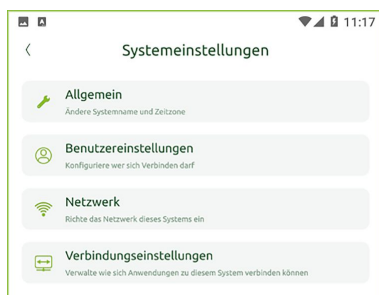 A
11:17
Systemeinstellungen
Allgemein
Ändere Systemname und Zeitzone
Benutzereinstellungen
Konfiguriere wer sich Verbinden darf
Netzwerk
Richte das Netzwerk dieses Systems ein
Verbindungseinstellungen
Verwalte wie sich Anwendungen zu diesem System verbinden können